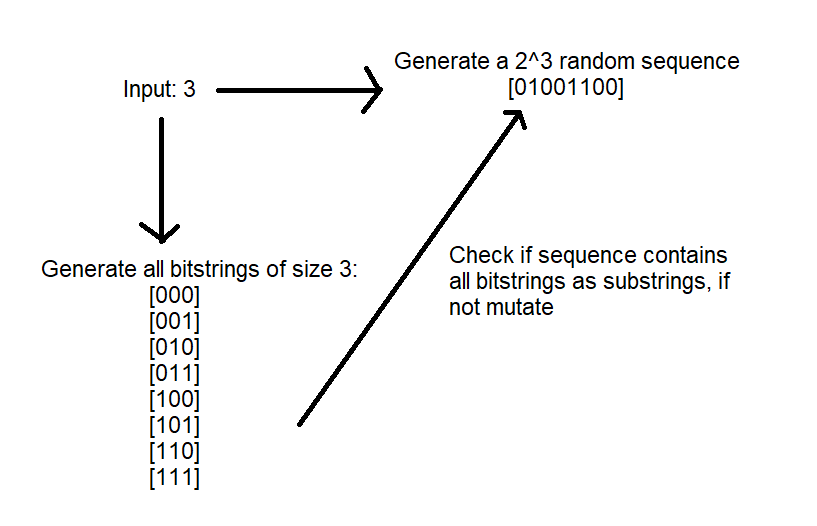 Input: 3
Generate a 2^3 random sequence
[01001100]
Generate all bitstrings of size 3:
[000]
[001]
[010]
[011]
[100]
[101]
[110]
[111]
Check if sequence contains
all bitstrings as substrings, if
not mutate